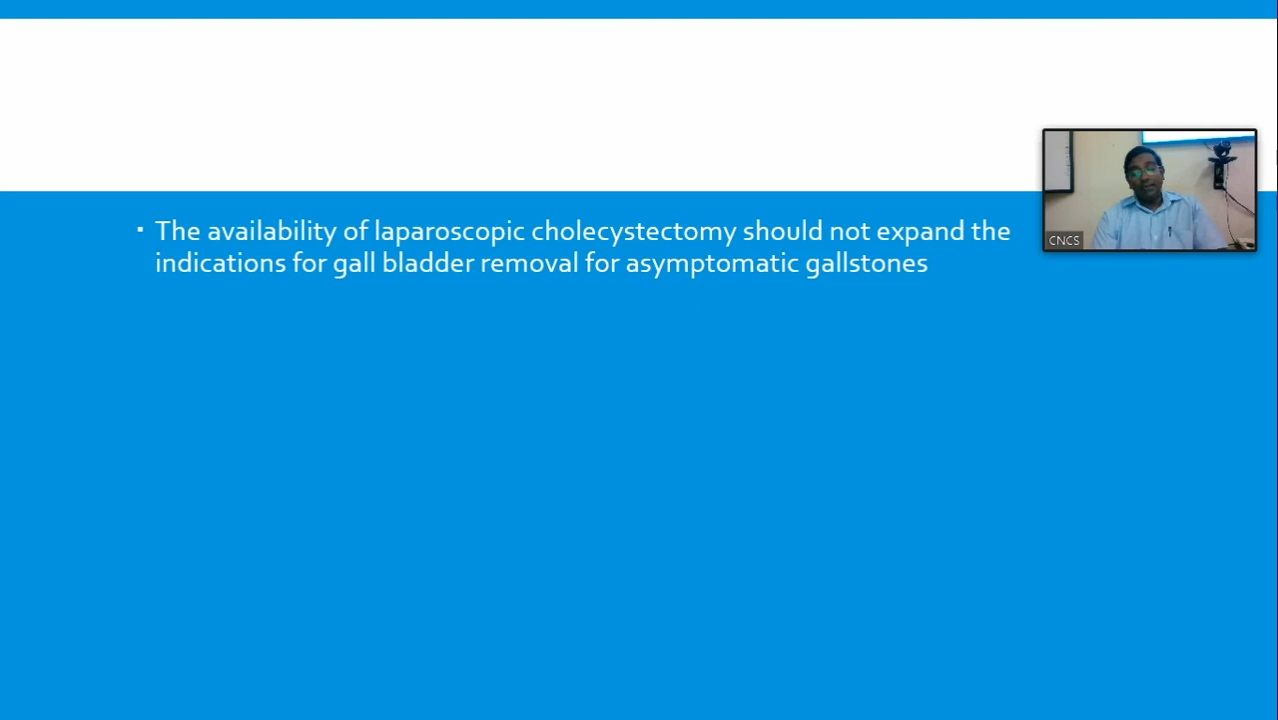 ▪ The availability of laparoscopic cholecystectomy should not expand the
indications for gall bladder removal for asymptomatic gallstones
CNCS